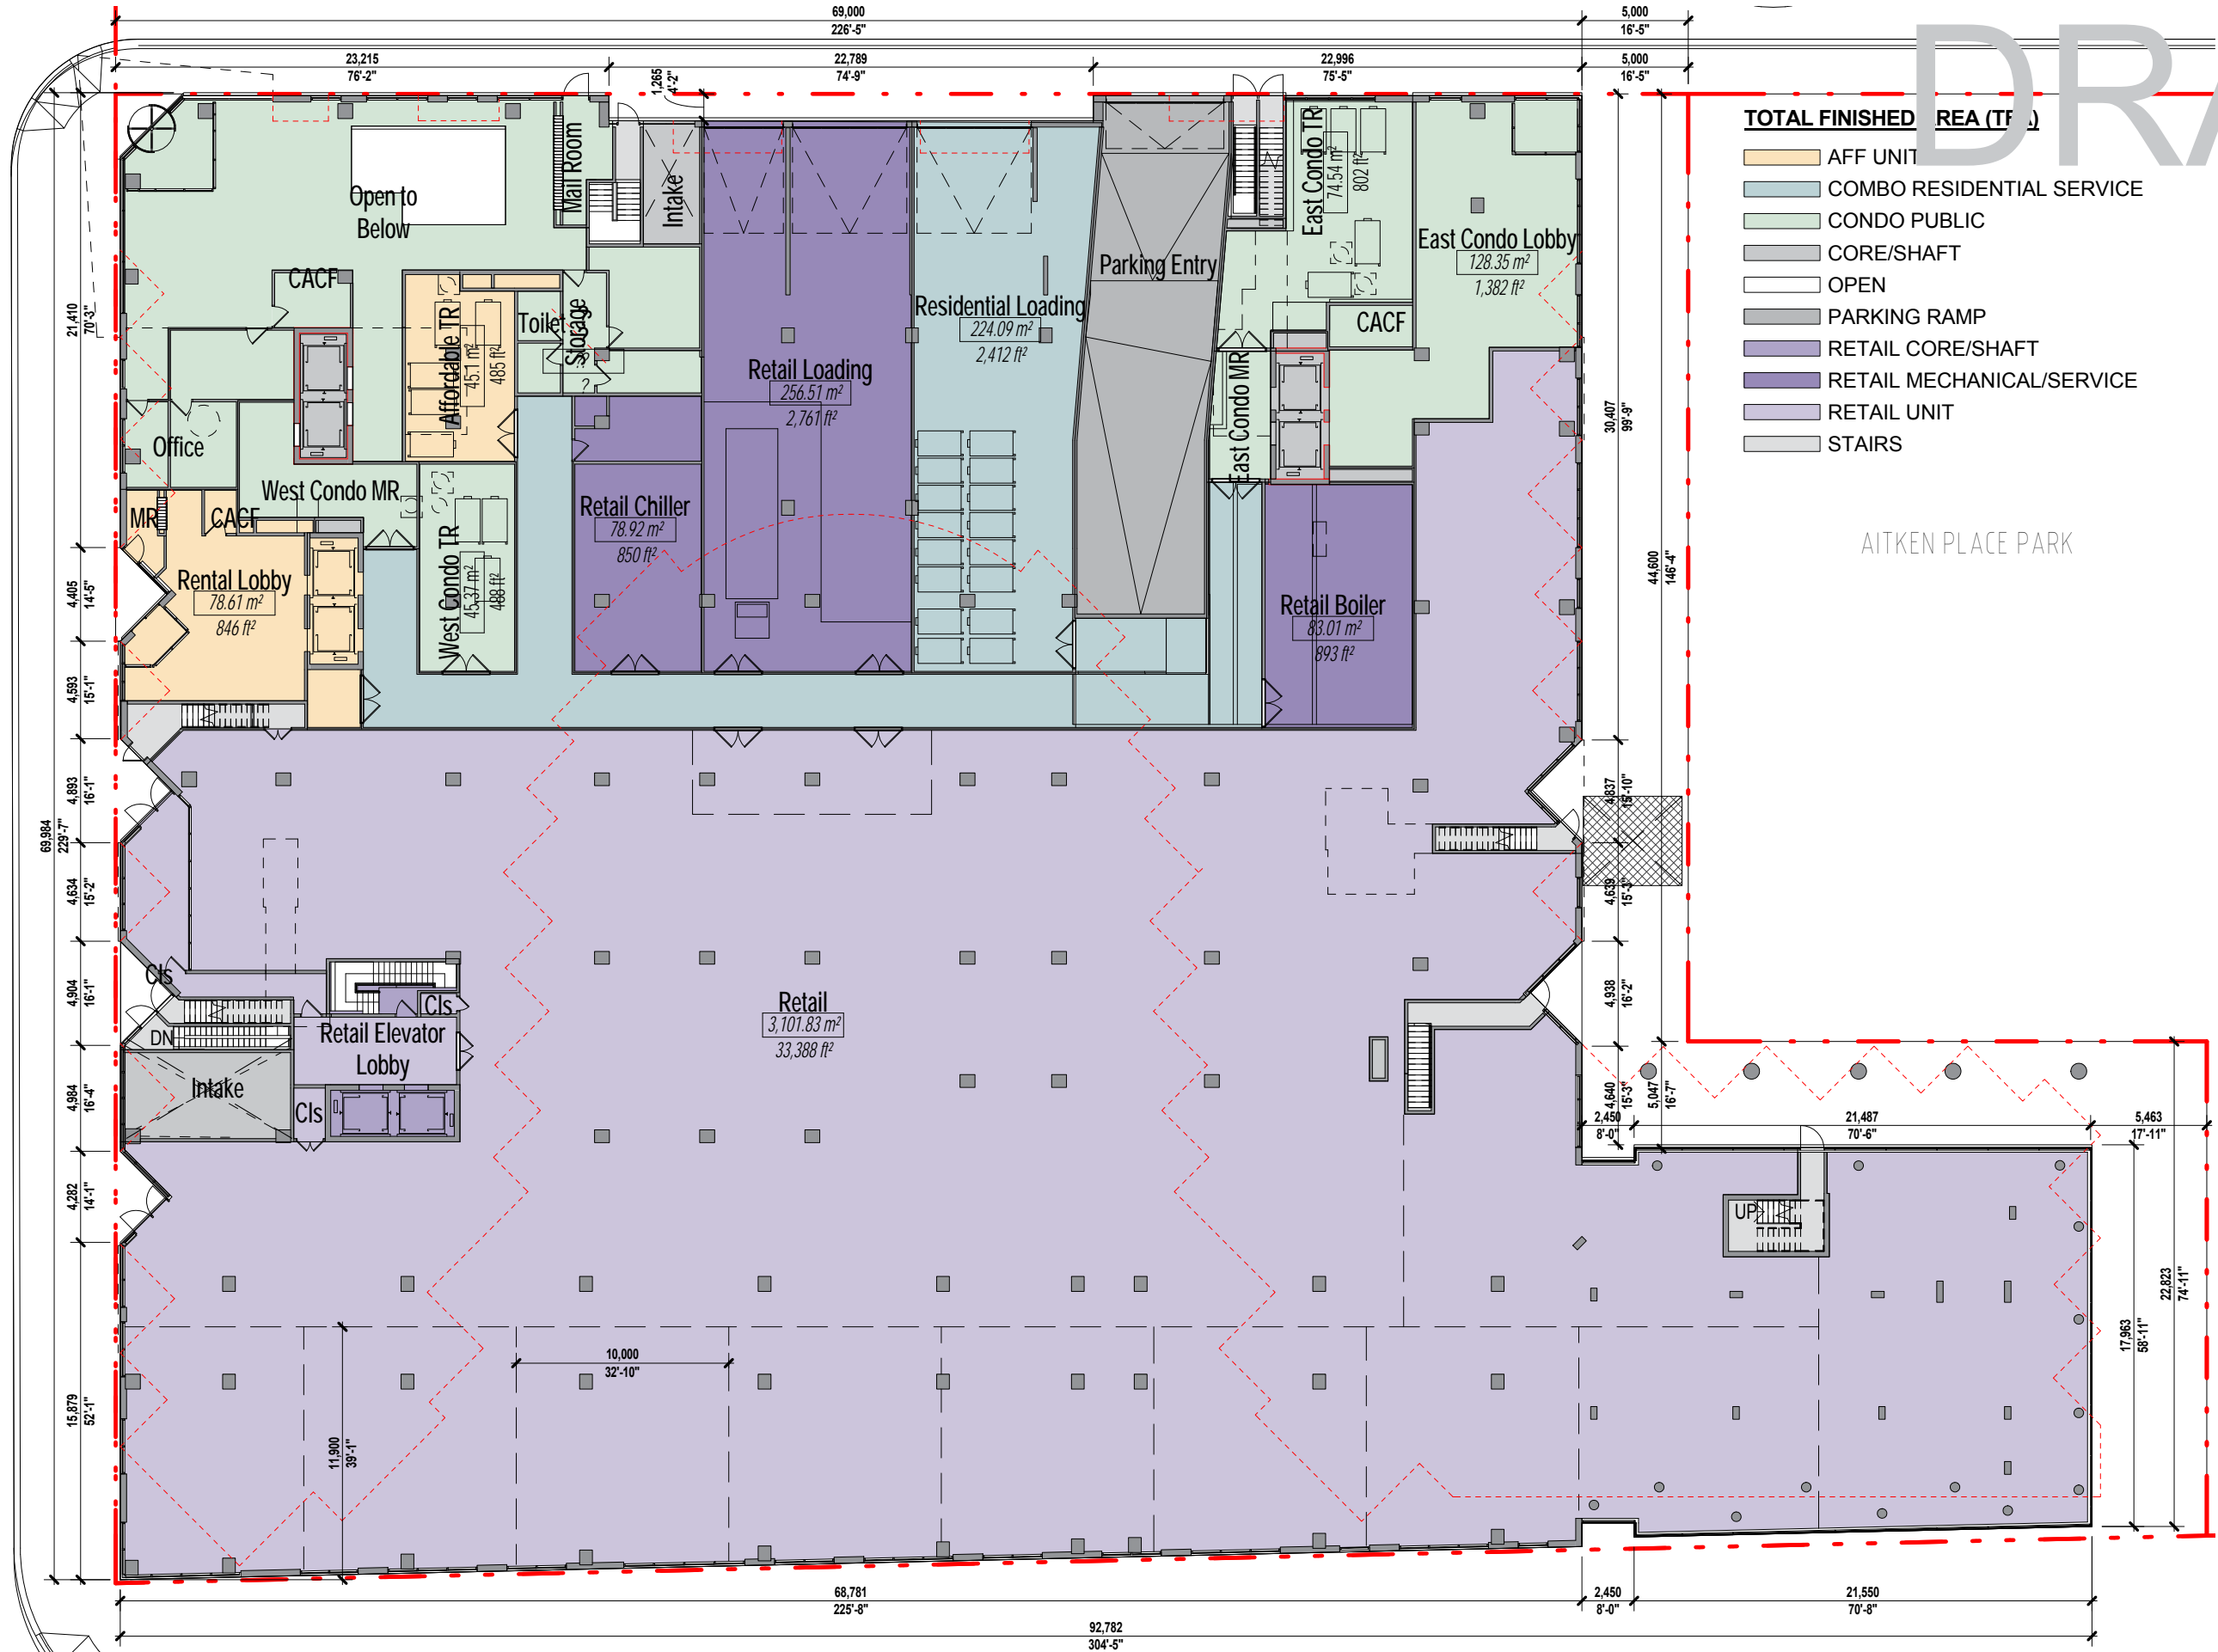 69,000
226'-5"
5,000
16'-5"
23,215
76'-2"
22,789
74'-9"
22,996
75'-5"
5,000
16'-5"
1,265
4'-2"
DRA
TOTAL FINISHED AREA (TFA)
AFF UNIT
COMBO RESIDENTIAL SERVICE
CONDO PUBLIC
CORE/SHAFT
OPEN
PARKING RAMP
RETAIL CORE/SHAFT
RETAIL MECHANICAL/SERVICE
RETAIL UNIT
STAIRS
AITKEN PLACE PARK
Open to
Below
Mail Room
Intake
East Condo TR
74.54 m²
802 ft²
East Condo Lobby
128.35 m²
1,382 ft²
Parking Entry
CACF
Affordable TR
45.1 m²
485 ft²
Toilet
Storage
?
?
Residential Loading
224.09 m²
2,412 ft²
CACF
Retail Loading
256.51 m²
2,761 ft²
East Condo MR
Office
West Condo MR
Retail Chiller
78.92 m²
850 ft²
MR
CACF
Rental Lobby
78.61 m²
846 ft²
West Condo TR
45.37 m²
488 ft²
Retail Boiler
83.01 m²
893 ft²
21,410
70'-3"
4,405
14'-5"
4,593
15'-1"
4,893
16'-1"
69,984
229'-7"
4,634
15'-2"
4,904
16'-1"
4,984
16'-4"
4,282
14'-1"
15,879
52'-1"
30,407
99'-9"
44,600
146'-4"
4,837
15'-10"
4,639
15'-3"
4,938
16'-2"
4,640
15'-3"
5,047
16'-7"
Cls
Cls
DN
Retail Elevator
Lobby
Intake
Cls
Retail
3,101.83 m²
33,388 ft²
2,450
8'-0"
21,487
70'-6"
5,463
17'-11"
UP
22,823
74'-11"
17,963
58'-11"
10,000
32'-10"
11,900
39'-1"
68,781
225'-8"
2,450
8'-0"
21,550
70'-8"
92,782
304'-5"